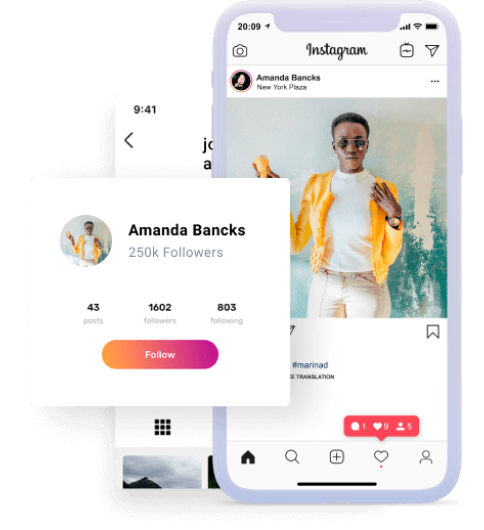 20:09
Instagram
Amanda Bancks
New York Plaza
9:41
jo
a
Amanda Bancks
250k Followers
43 1602 803
posts followers following
Follow
#marinad
E TRANSLATION
1 9 5